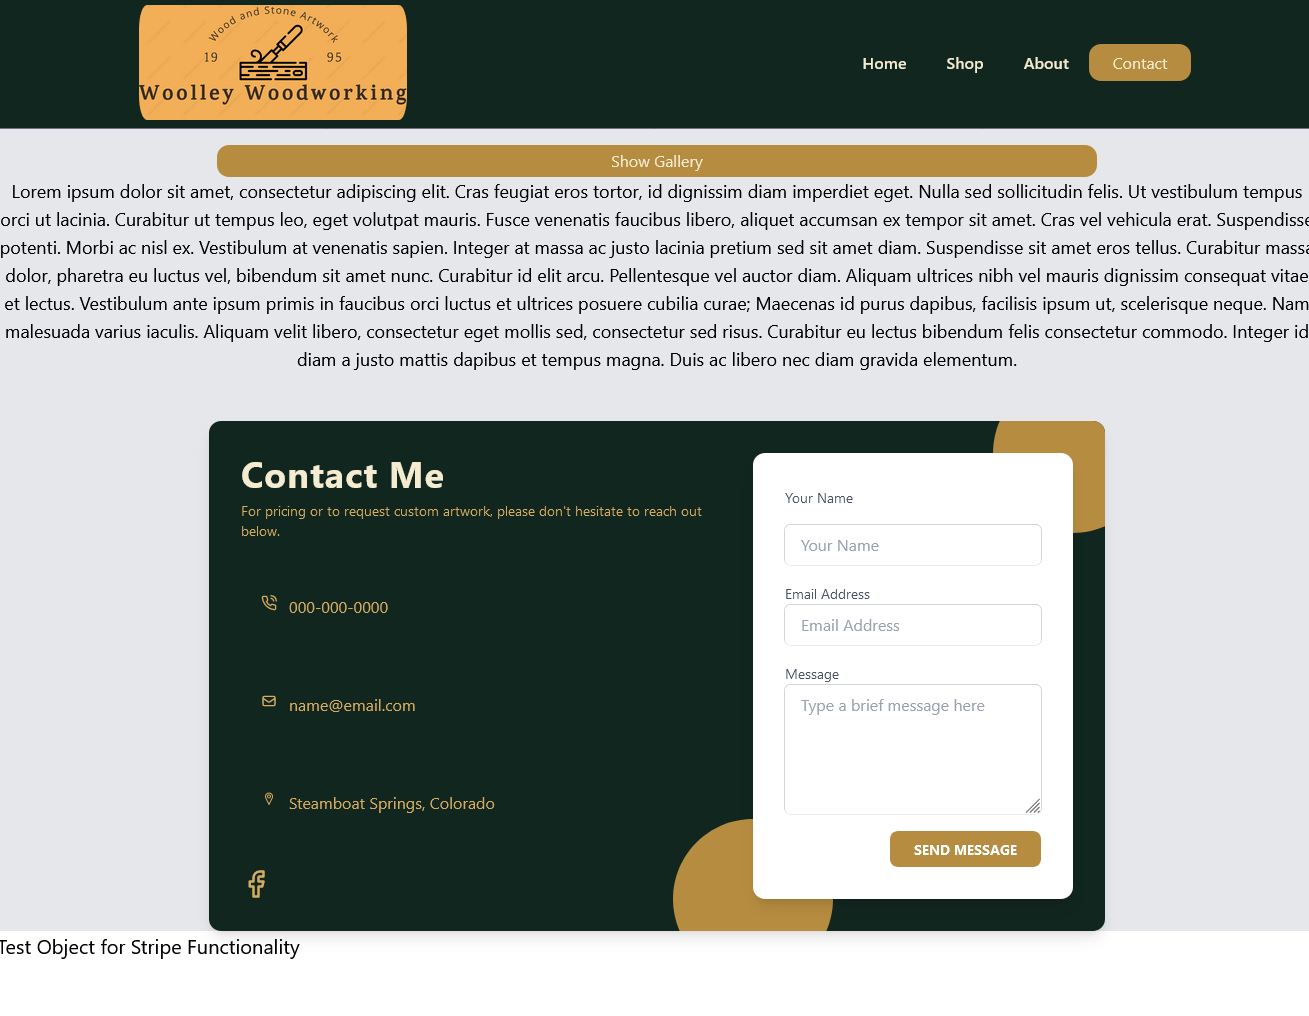 Wood and Stone Artwork
19 95
Woolley Woodworking
Home Shop About Contact
Show Gallery
Lorem ipsum dolor sit amet, consectetur adipiscing elit. Cras feugiat eros tortor, id dignissim diam imperdiet eget. Nulla sed sollicitudin felis. Ut vestibulum tempus
orci ut lacinia. Curabitur ut tempus leo, eget volutpat mauris. Fusce venenatis faucibus libero, aliquet accumsan ex tempor sit amet. Cras vel vehicula erat. Suspendisse
potenti. Morbi ac nisl ex. Vestibulum at venenatis sapien. Integer at massa ac justo lacinia pretium sed sit amet diam. Suspendisse sit amet eros tellus. Curabitur massa
dolor, pharetra eu luctus vel, bibendum sit amet nunc. Curabitur id elit arcu. Pellentesque vel auctor diam. Aliquam ultrices nibh vel mauris dignissim consequat vitae
et lectus. Vestibulum ante ipsum primis in faucibus orci luctus et ultrices posuere cubilia curae; Maecenas id purus dapibus, facilisis ipsum ut, scelerisque neque. Nam
malesuada varius iaculis. Aliquam velit libero, consectetur eget mollis sed, consectetur sed risus. Curabitur eu lectus bibendum felis consectetur commodo. Integer id
diam a justo mattis dapibus et tempus magna. Duis ac libero nec diam gravida elementum.
Contact Me
For pricing or to request custom artwork, please don't hesitate to reach out
below.
000-000-0000
name@email.com
Steamboat Springs, Colorado
Your Name
Your Name
Email Address
Email Address
Message
Type a brief message here
SEND MESSAGE
Test Object for Stripe Functionality